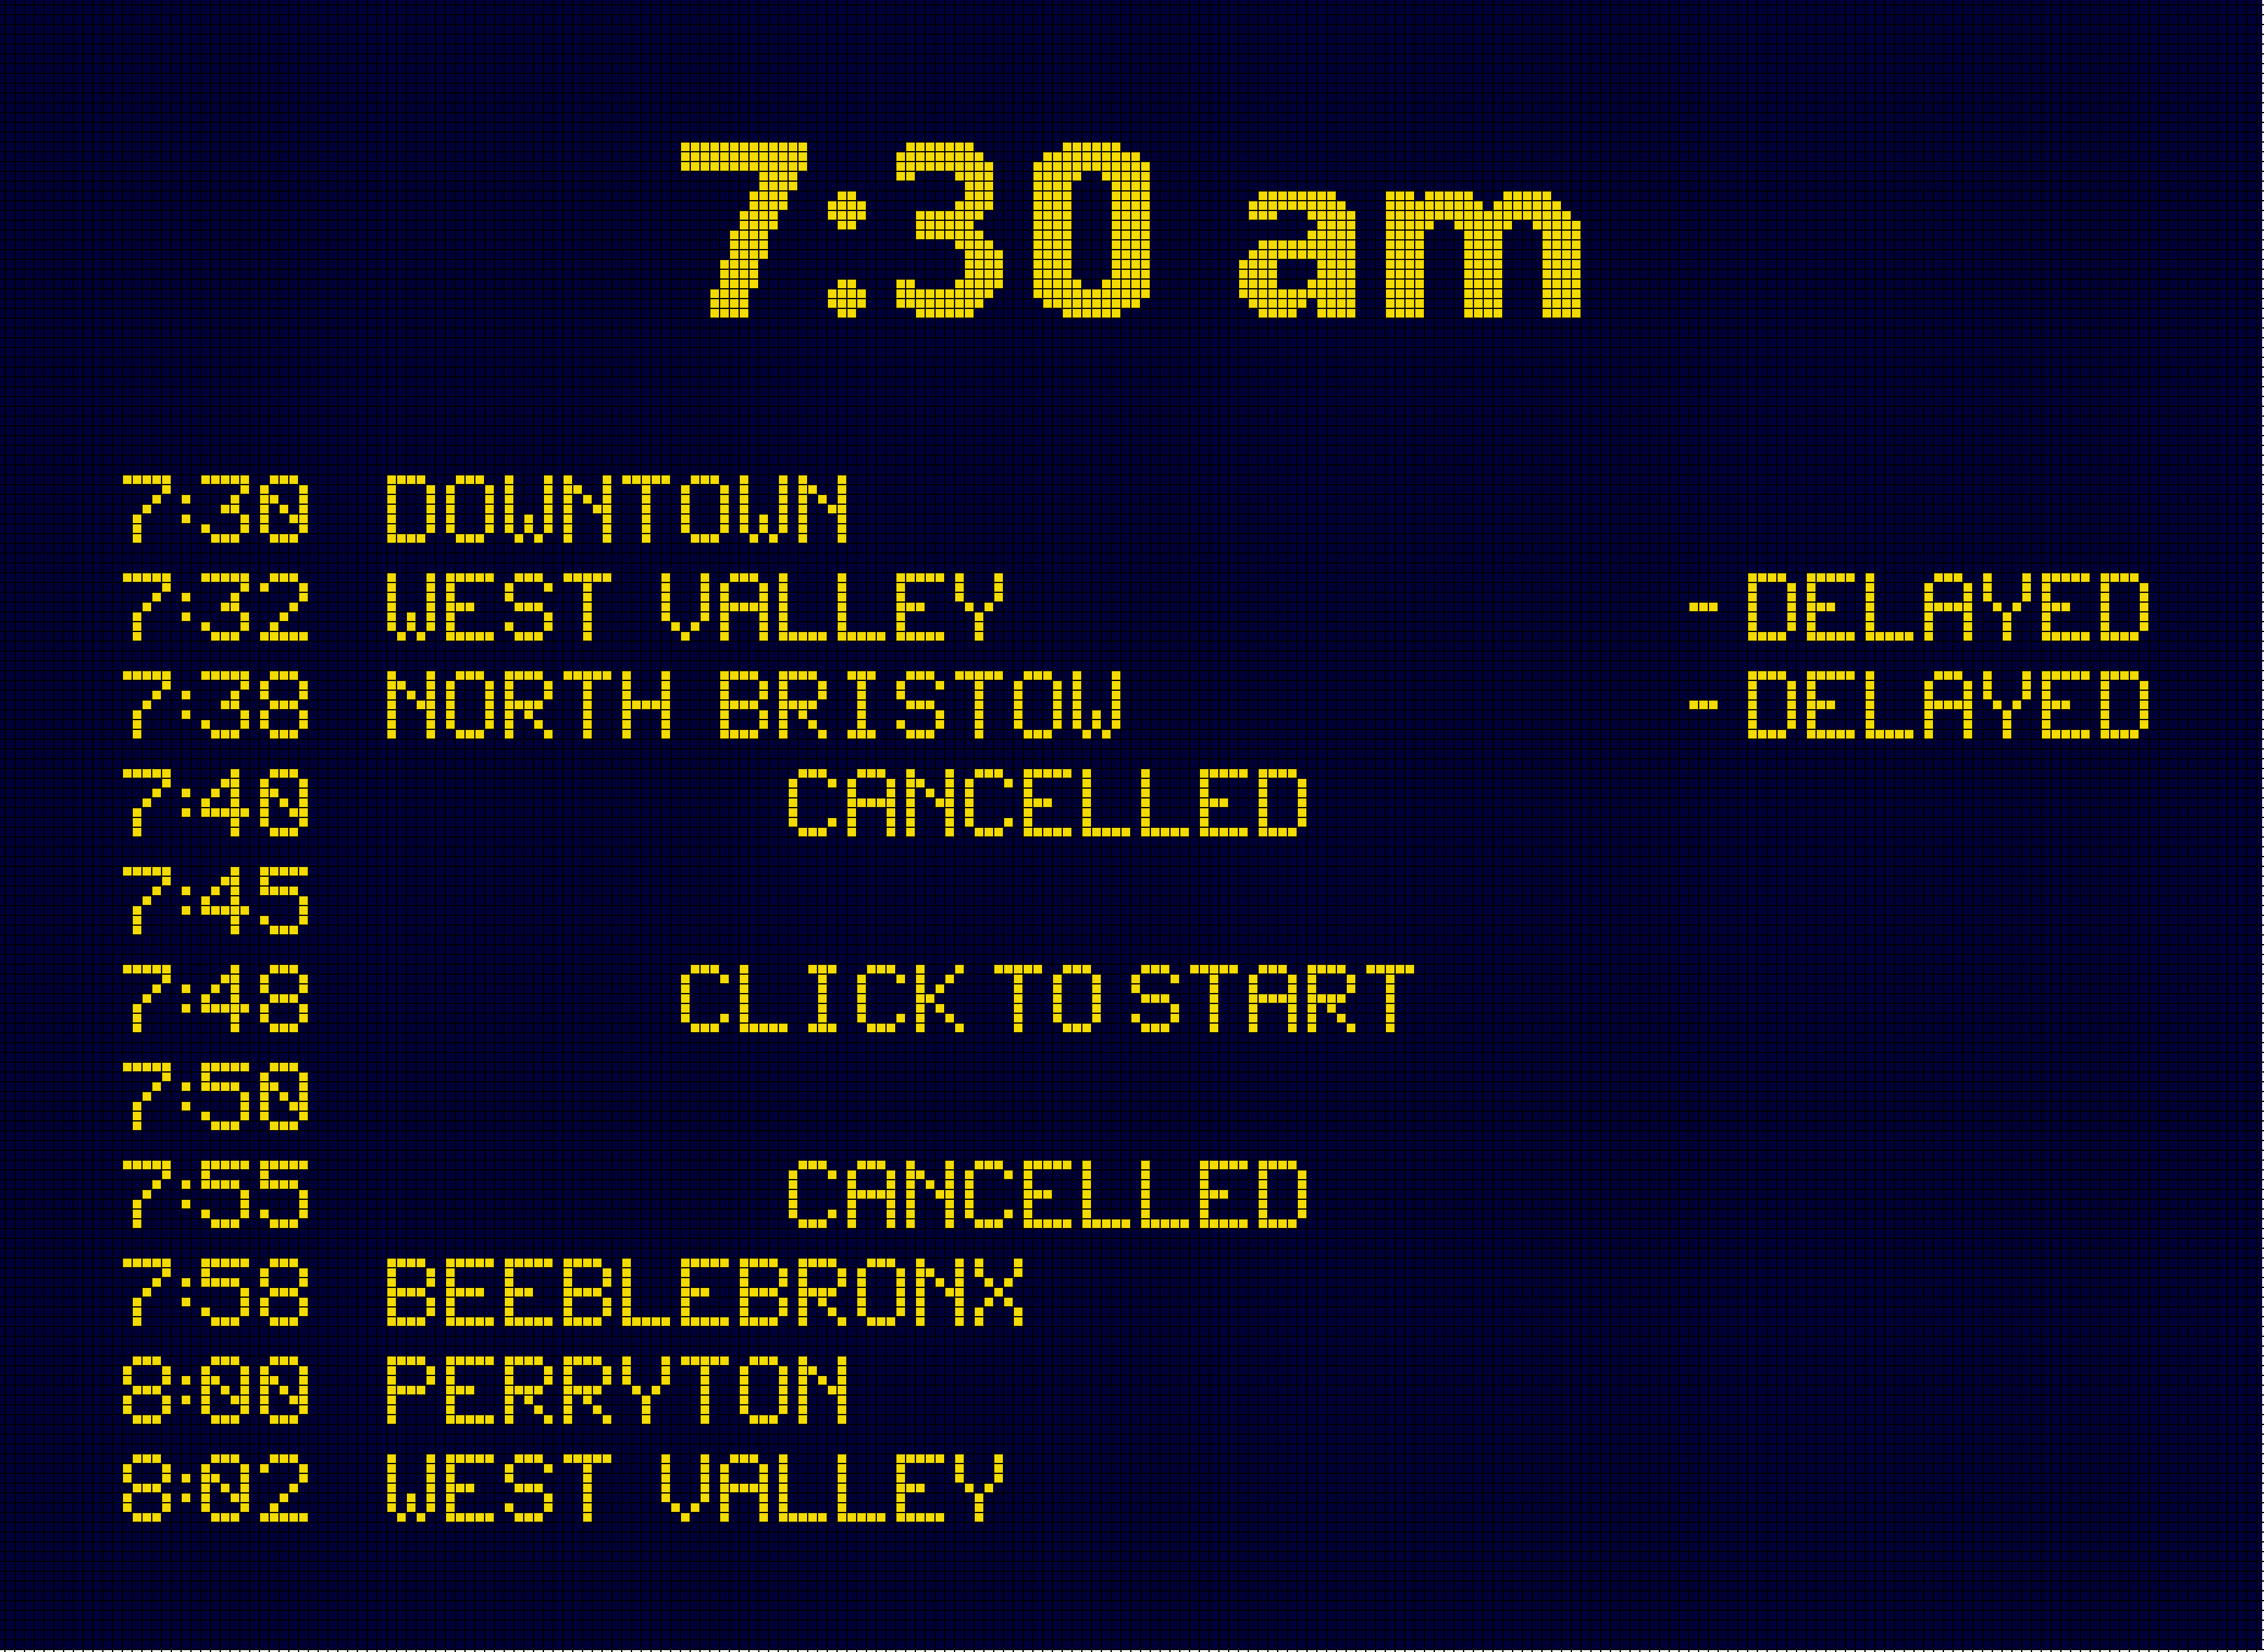 7:30 am
7:30 DOWNTOWN
7:32 WEST VALLEY - DELAYED
7:38 NORTH BRISTOW - DELAYED
7:40 CANCELLED
7:45
7:48 CLICK TO START
7:50
7:55 CANCELLED
7:58 BEEBLEBRONX
8:00 PERRYTON
8:02 WEST VALLEY